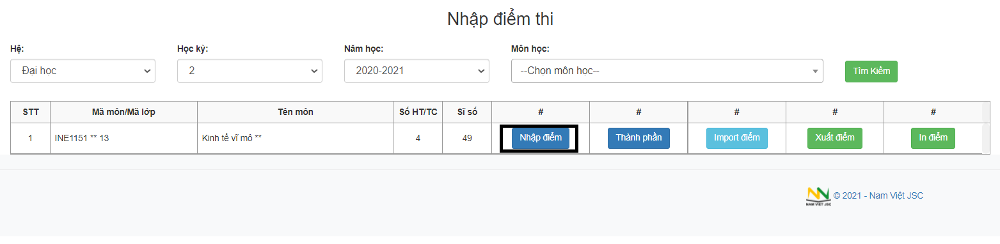 Nhập điểm thi
Hệ: Học kỳ: Năm học: Môn học:
Đại học 2 2020-2021 --Chọn môn học-- Tìm Kiếm
STT Mã môn/Mã lớp Tên môn Số HT/TC Sĩ số # # # # #
1 INE1151 ** 13 Kinh tế vĩ mô ** 4 49 Nhập điểm Thành phần Import điểm Xuất điểm In điểm
NAM VIET JSC © 2021 - Nam Việt JSC